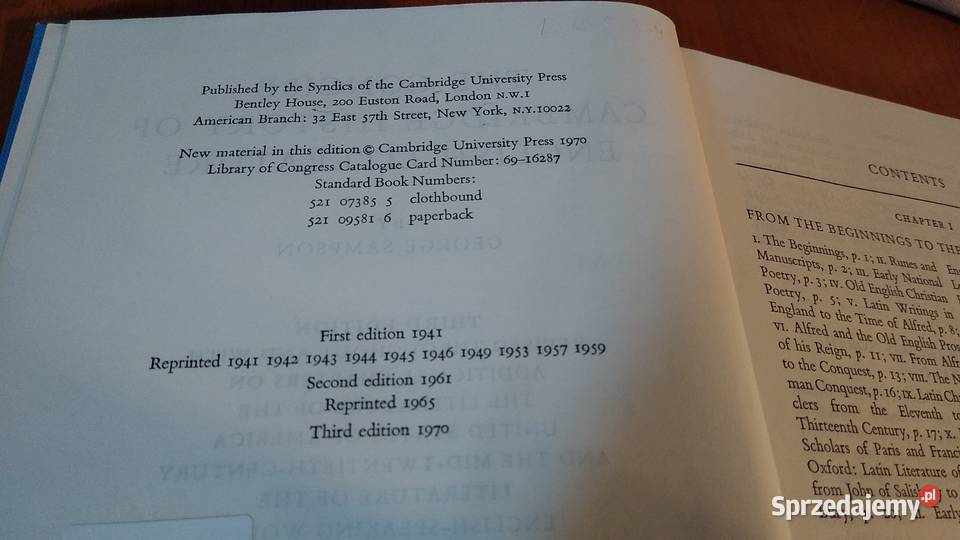 Published by the Syndics of the Cambridge University Press
Bentley House, 200 Euston Road, London N.W.1
American Branch: 32 East 57th Street, New York, N.Y.10022
New material in this edition © Cambridge University Press 1970
Library of Congress Catalogue Card Number: 69–16287
Standard Book Numbers:
521 07385 5 clothbound
521 09581 6 paperback
First edition 1941
Reprinted 1941 1942 1943 1944 1945 1946 1949 1953 1957 1959
Second edition 1961
Reprinted 1965
Third edition 1970
CONTENTS
CHAPTER I
FROM THE BEGINNINGS TO THE
I. The Beginnings, p. 1; II. Runes and
Manuscripts, p. 2; III. Early National
Poetry, p. 3; IV. Old English Christian
Poetry, p. 5; V. Latin Writings in
England to the Time of Alfred, p. 8;
VI. Alfred and the Old English Prose
of his Reign, p. 11; VII. From Alfred
to the Conquest, p. 13; VIII. The
man Conquest, p. 16; IX. Latin
clers from the Eleventh to
Thirteenth Century, p. 17; X.
Scholars of Paris and
Oxford: Latin Literature of
from John of to
Early
Sprzedajemy.pl